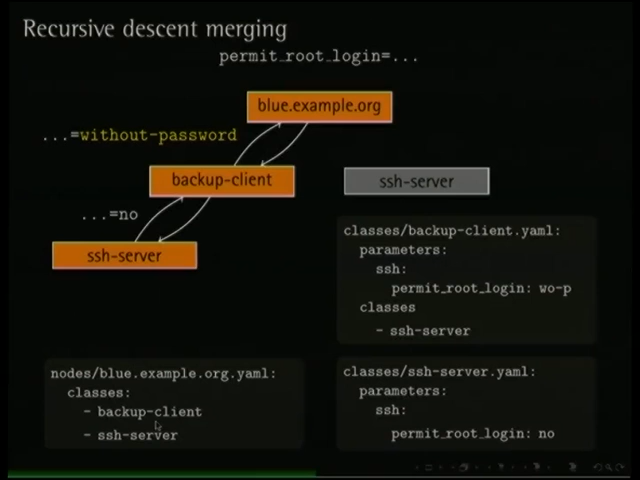 Recursive descent merging
permit_root_login=...
blue.example.org
...=without-password
backup-client
ssh-server
...=no
ssh-server
classes/backup-client.yaml:
parameters:
ssh:
permit_root_login: wo-p
classes
- ssh-server
nodes/blue.example.org.yaml:
classes:
- backup-client
- ssh-server
classes/ssh-server.yaml:
parameters:
ssh:
permit_root_login: no